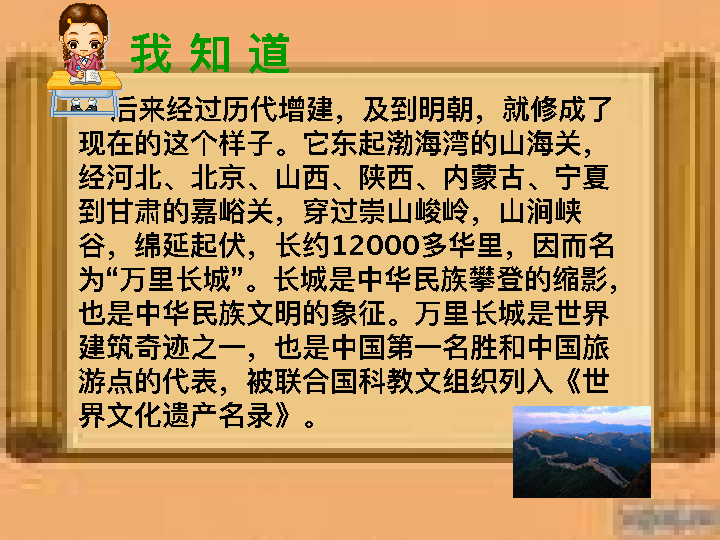 我知道
后来经过历代增建，及到明朝，就修成了
现在的这个样子。它东起渤海湾的山海关，
经河北、北京、山西、陕西、内蒙古、宁夏
到甘肃的嘉峪关，穿过崇山峻岭，山涧峡
谷，绵延起伏，长约12000多华里，因而名
为“万里长城”。长城是中华民族攀登的缩影，
也是中华民族文明的象征。万里长城是世界
建筑奇迹之一，也是中国第一名胜和中国旅
游点的代表，被联合国科教文组织列入《世
界文化遗产名录》。